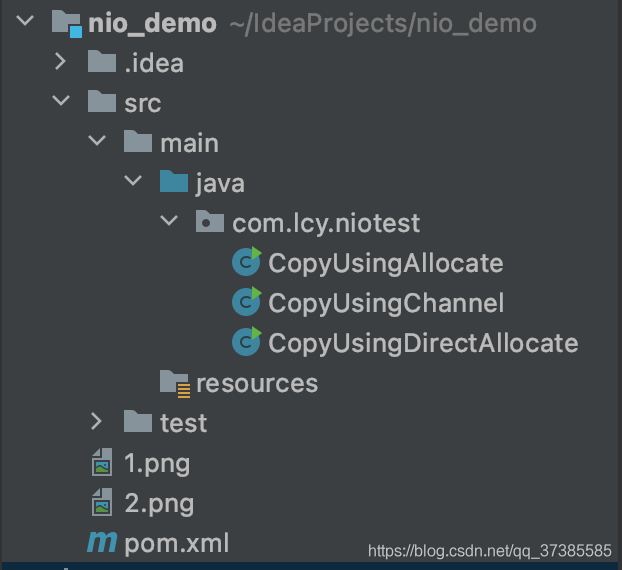 nio_demo ~/IdeaProjects/nio_demo
.idea
src
main
java
com.lcy.niotest
CopyUsingAllocate
CopyUsingChannel
CopyUsingDirectAllocate
resources
test
1.png
2.png
pom.xml
https://blog.csdn.net/qq_37385585